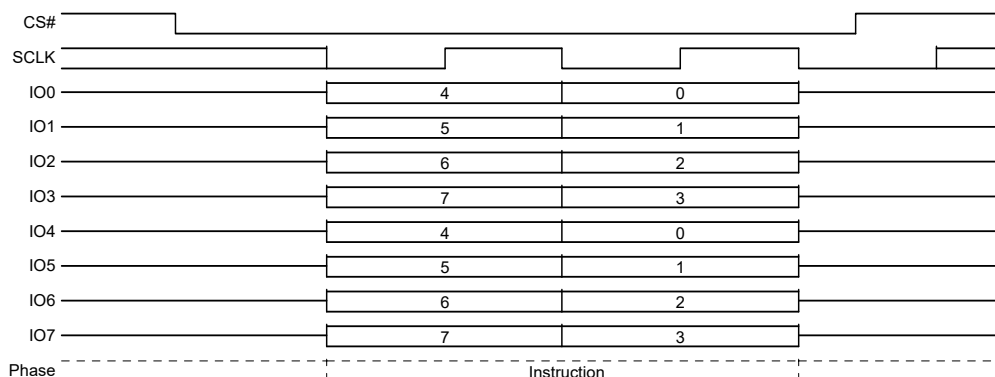 CS#
SCLK
IO0 4 0
IO1 5 1
IO2 6 2
IO3 7 3
IO4 4 0
IO5 5 1
IO6 6 2
IO7 7 3
Phase Instruction